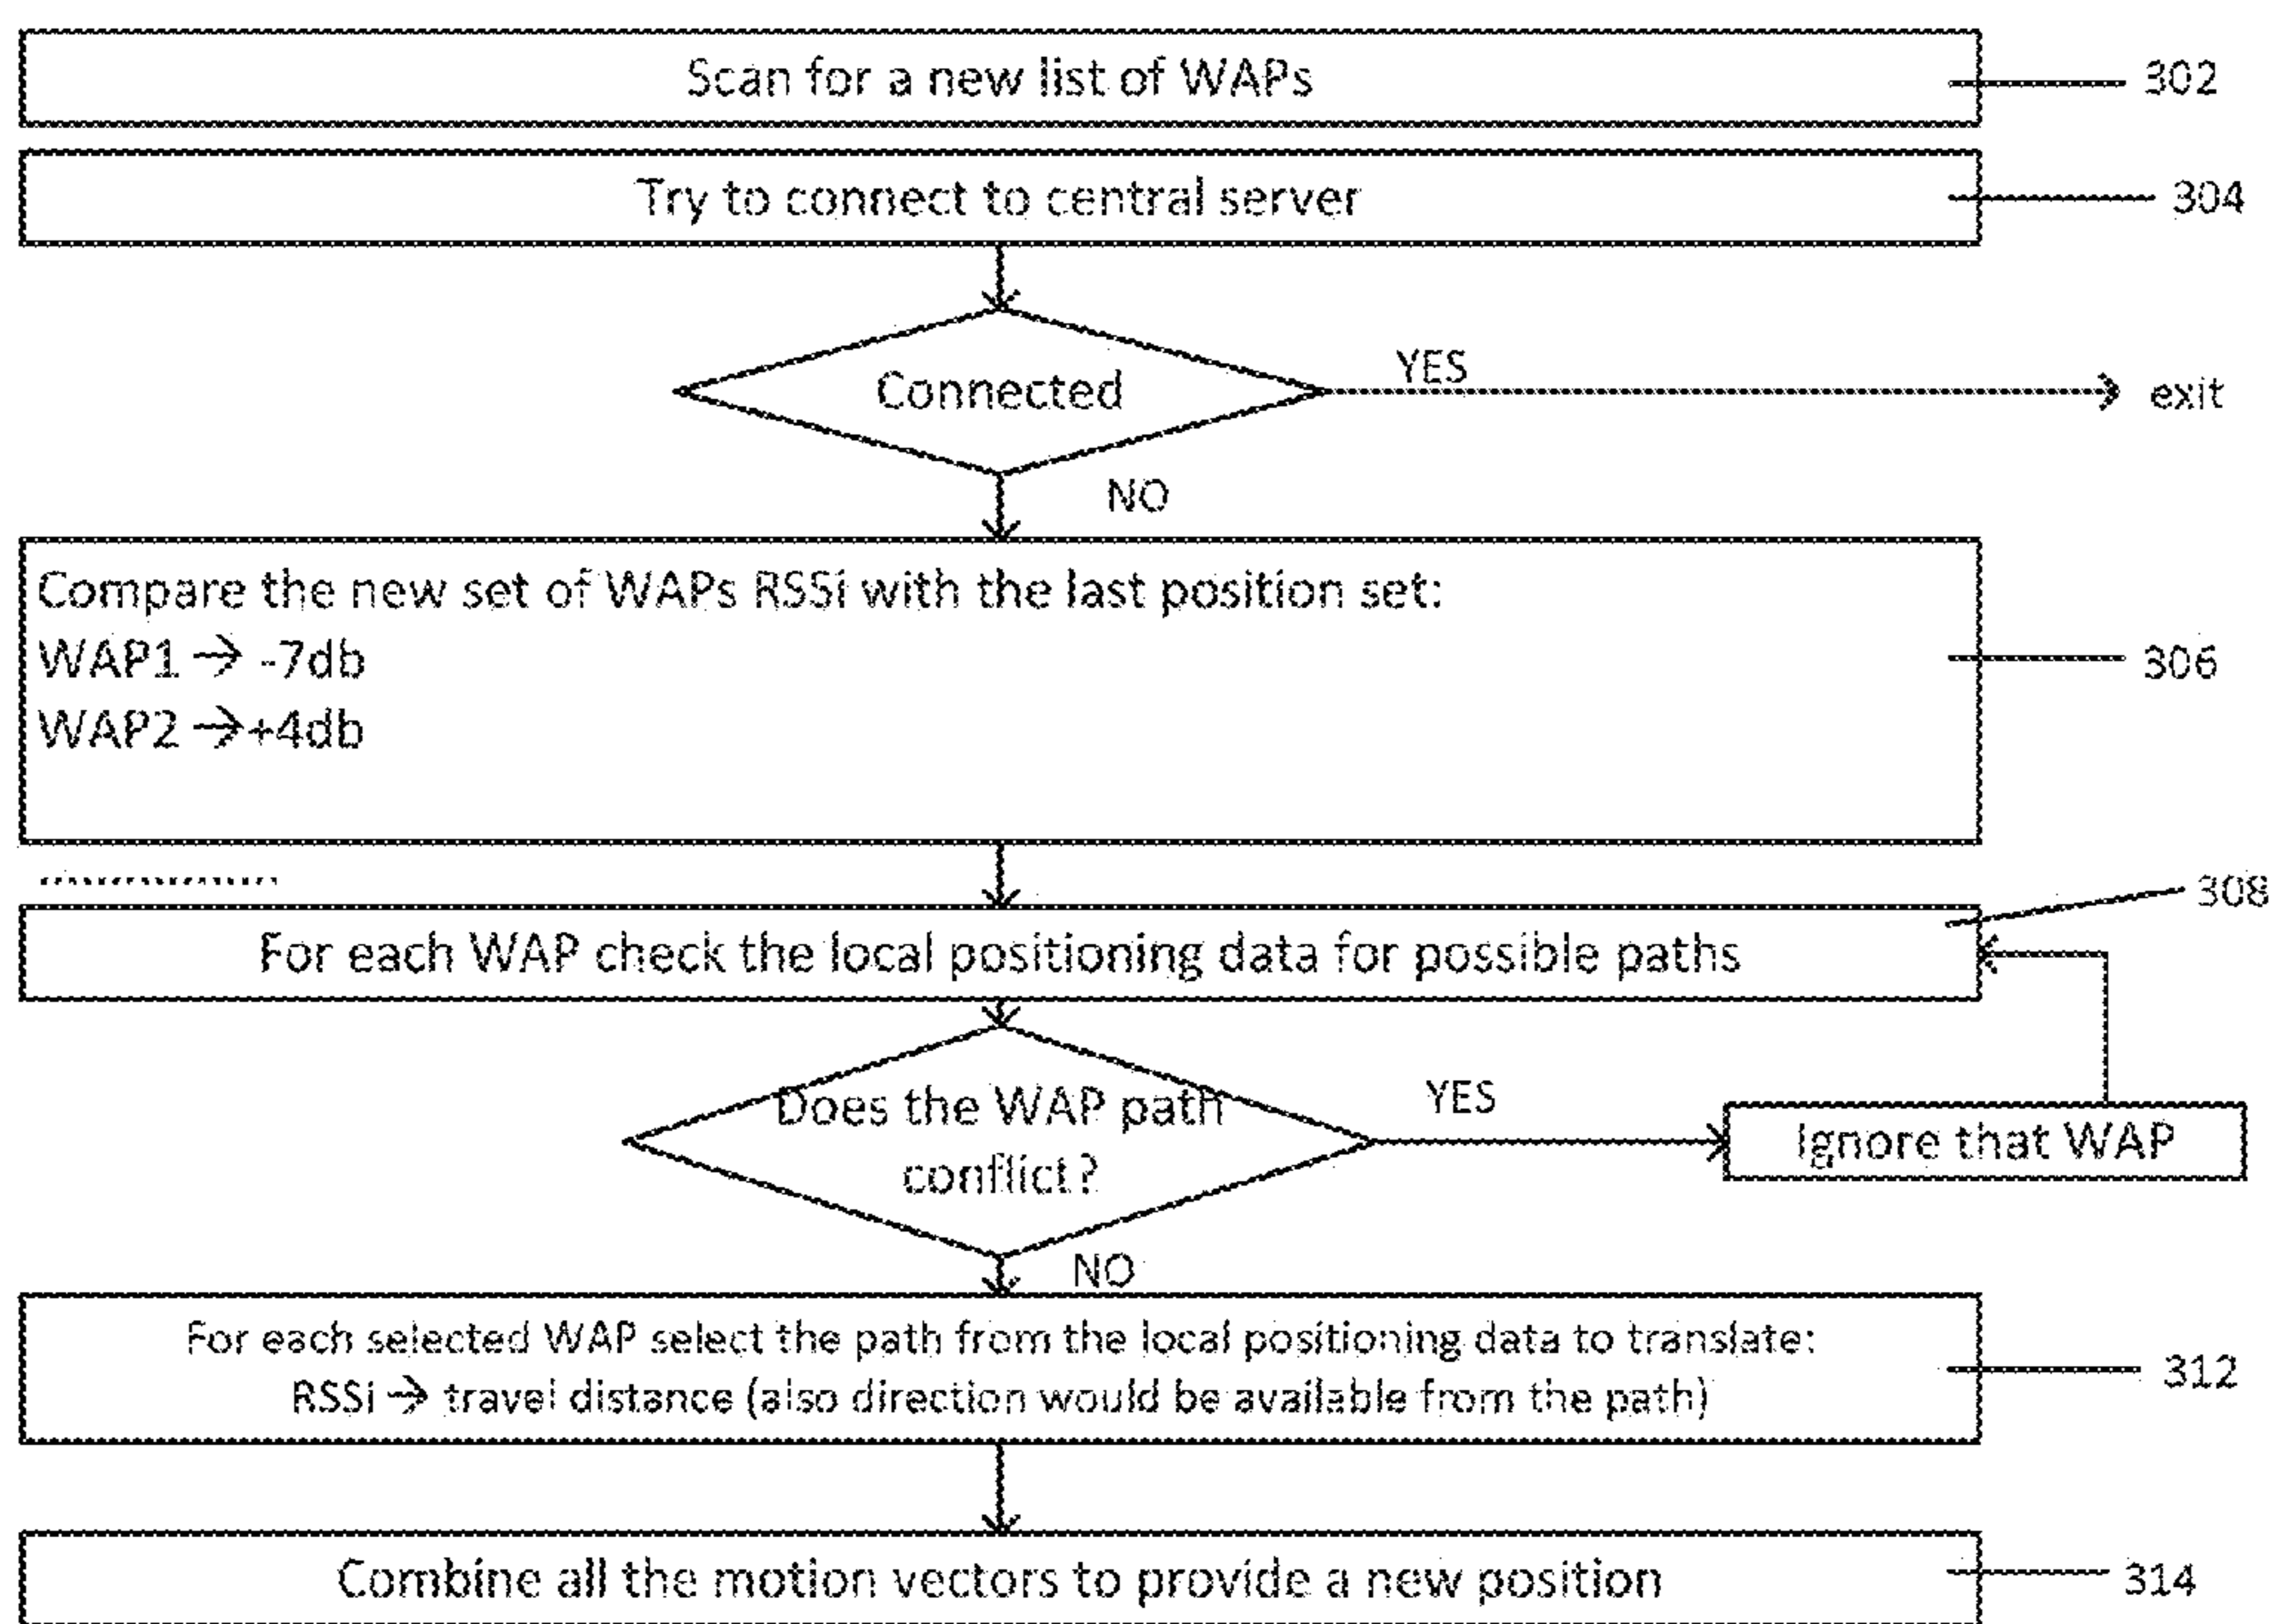 Scan for a new list of WAPs
302
Try to connect to central server
304
Connected
YES
exit
NO
Compare the new set of WAPs RSSi with the last position set:
WAP1 → -7db
306
WAP2 →+4db
308
For each WAP check the local positioning data for possible paths
Does the WAP path
conflict?
YES
Ignore that WAP
NO
For each selected WAP select the path from the local positioning data to translate:
RSSi → travel distance (also direction would be available from the path)
312
Combine all the motion vectors to provide a new position
314